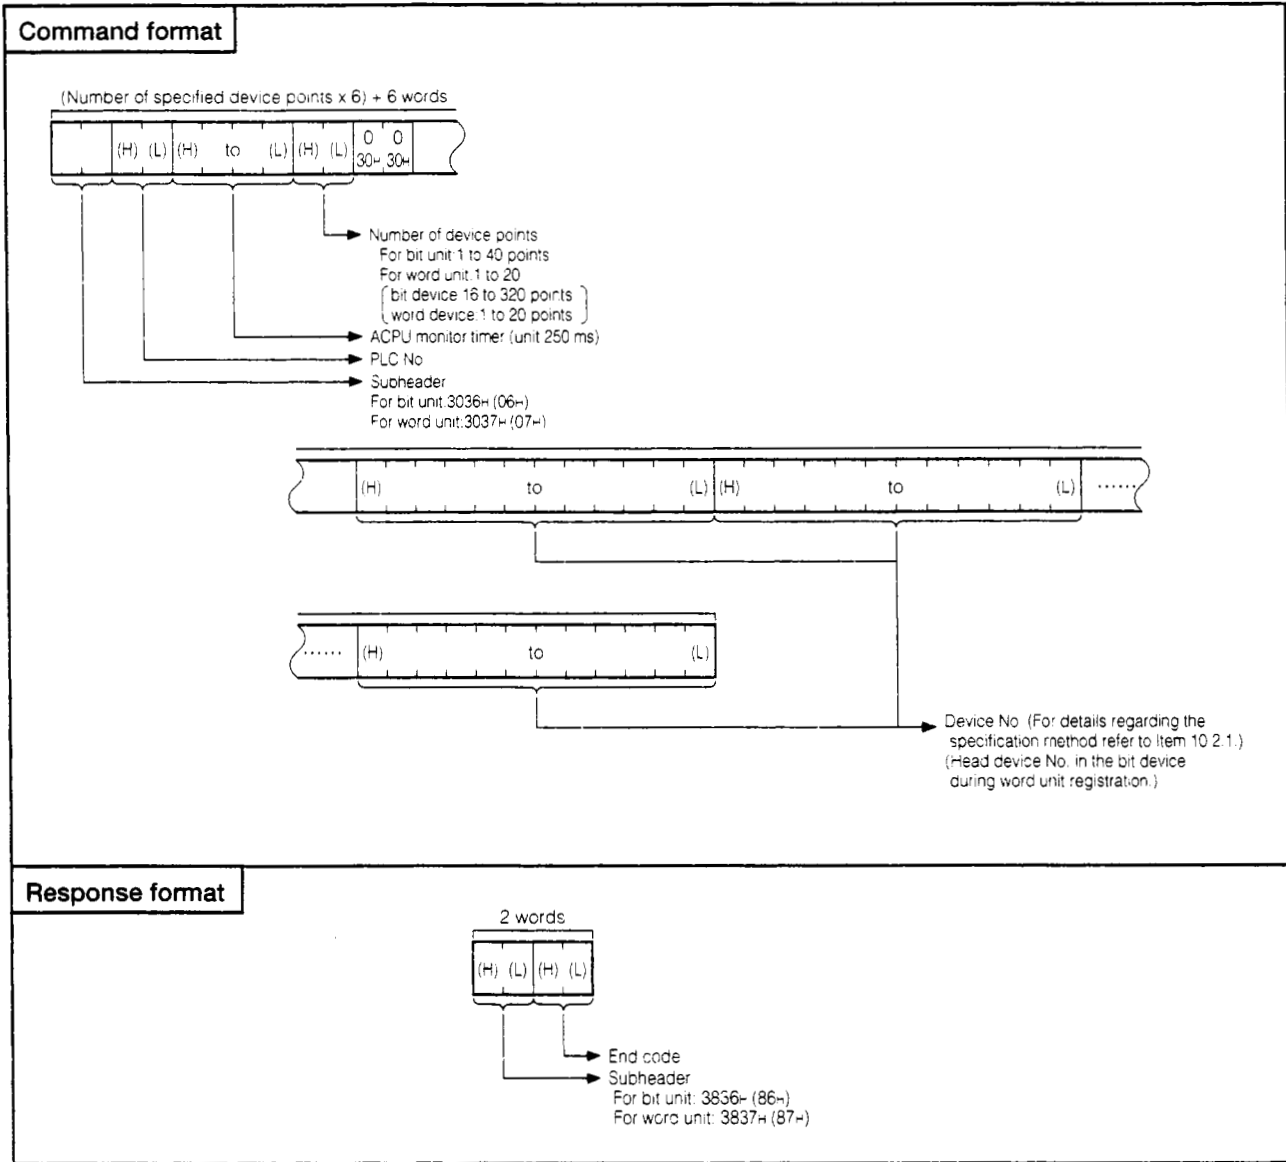 Command format
(Number of specified device points x 6) + 6 words
(H) (L) (H) to (L) (H) (L) 0 0
30H 30H
Number of device points
For bit unit:1 to 40 points
For word unit:1 to 20
bit device:16 to 320 points
word device:1 to 20 points
ACPU monitor timer (unit 250 ms)
PLC No
Subheader
For bit unit:3036H (06H)
For word unit:3037H (07H)
(H) to (L) (H) to (L) ······
······ (H) to (L)
Device No (For details regarding the
specification method refer to Item 10.2.1.)
(Head device No. in the bit device
during word unit registration.)
Response format
2 words
(H) (L) (H) (L)
End code
Subheader
For bit unit: 3836H (86H)
For word unit: 3837H (87H)